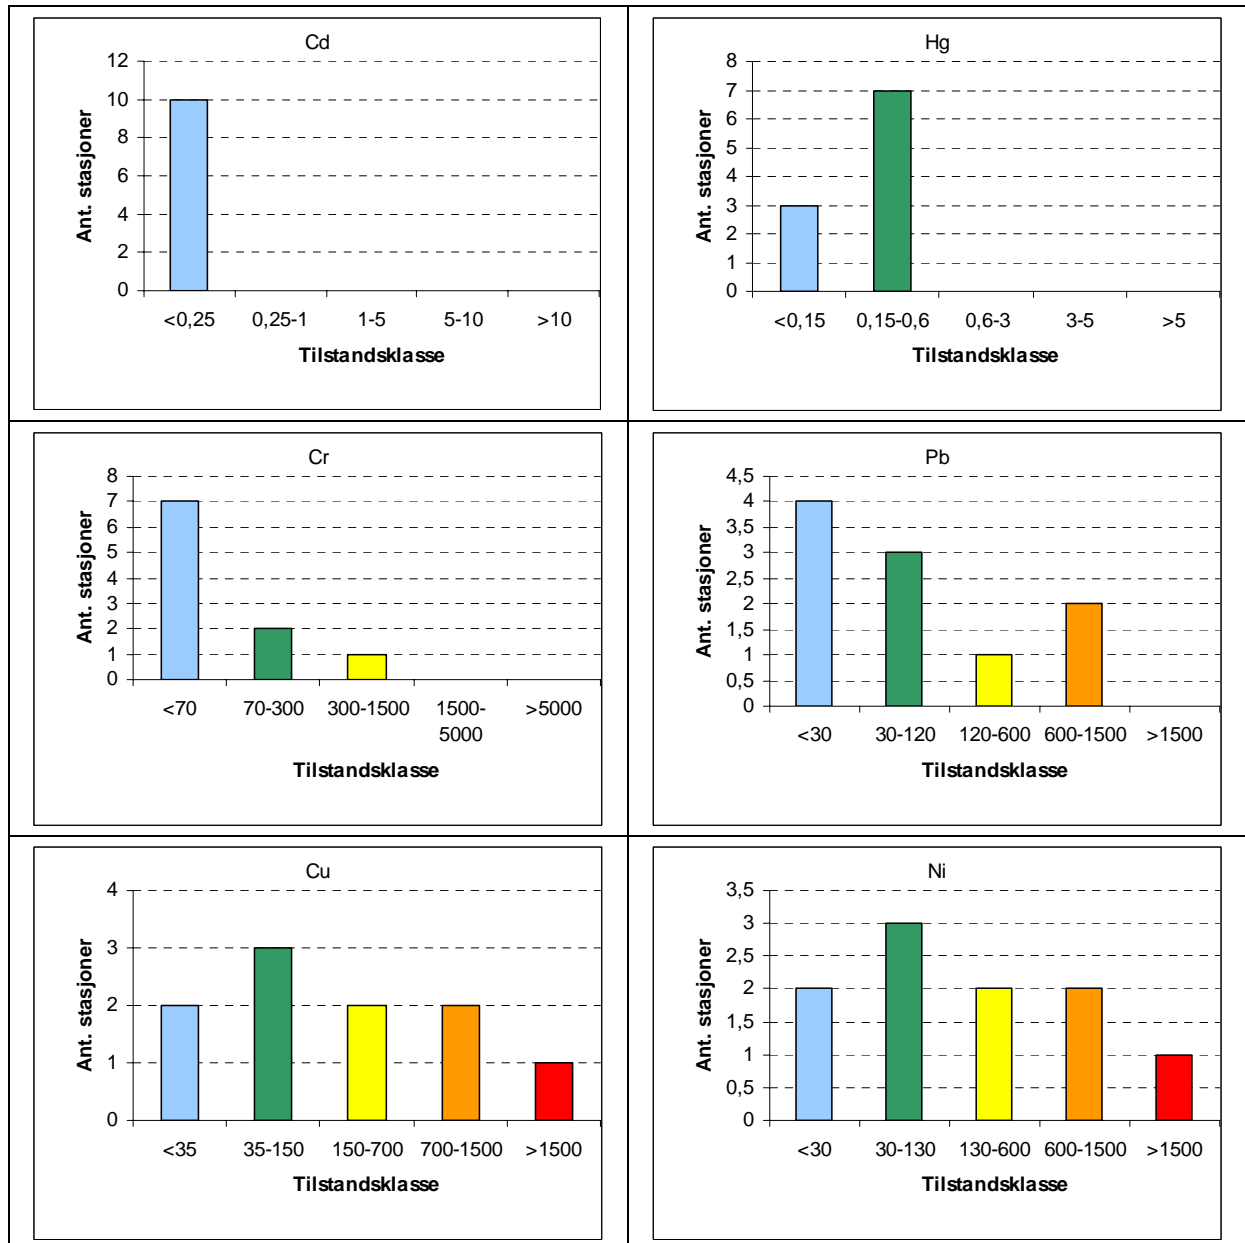 Cd
12
10
8
6
4
2
0
Ant. stasjoner
<0,25 0,25-1 1-5 5-10 >10
Tilstandsklasse
Hg
8
7
6
5
4
3
2
1
0
Ant. stasjoner
<0,15 0,15-0,6 0,6-3 3-5 >5
Tilstandsklasse
Cr
8
7
6
5
4
3
2
1
0
Ant. stasjoner
<70 70-300 300-1500 1500- >5000
5000
Tilstandsklasse
Pb
4,5
4
3,5
3
2,5
2
1,5
1
0,5
0
Ant. stasjoner
<30 30-120 120-600 600-1500 >1500
Tilstandsklasse
Cu
4
3
2
1
0
Ant. stasjoner
<35 35-150 150-700 700-1500 >1500
Tilstandsklasse
Ni
3,5
3
2,5
2
1,5
1
0,5
0
Ant. stasjoner
<30 30-130 130-600 600-1500 >1500
Tilstandsklasse